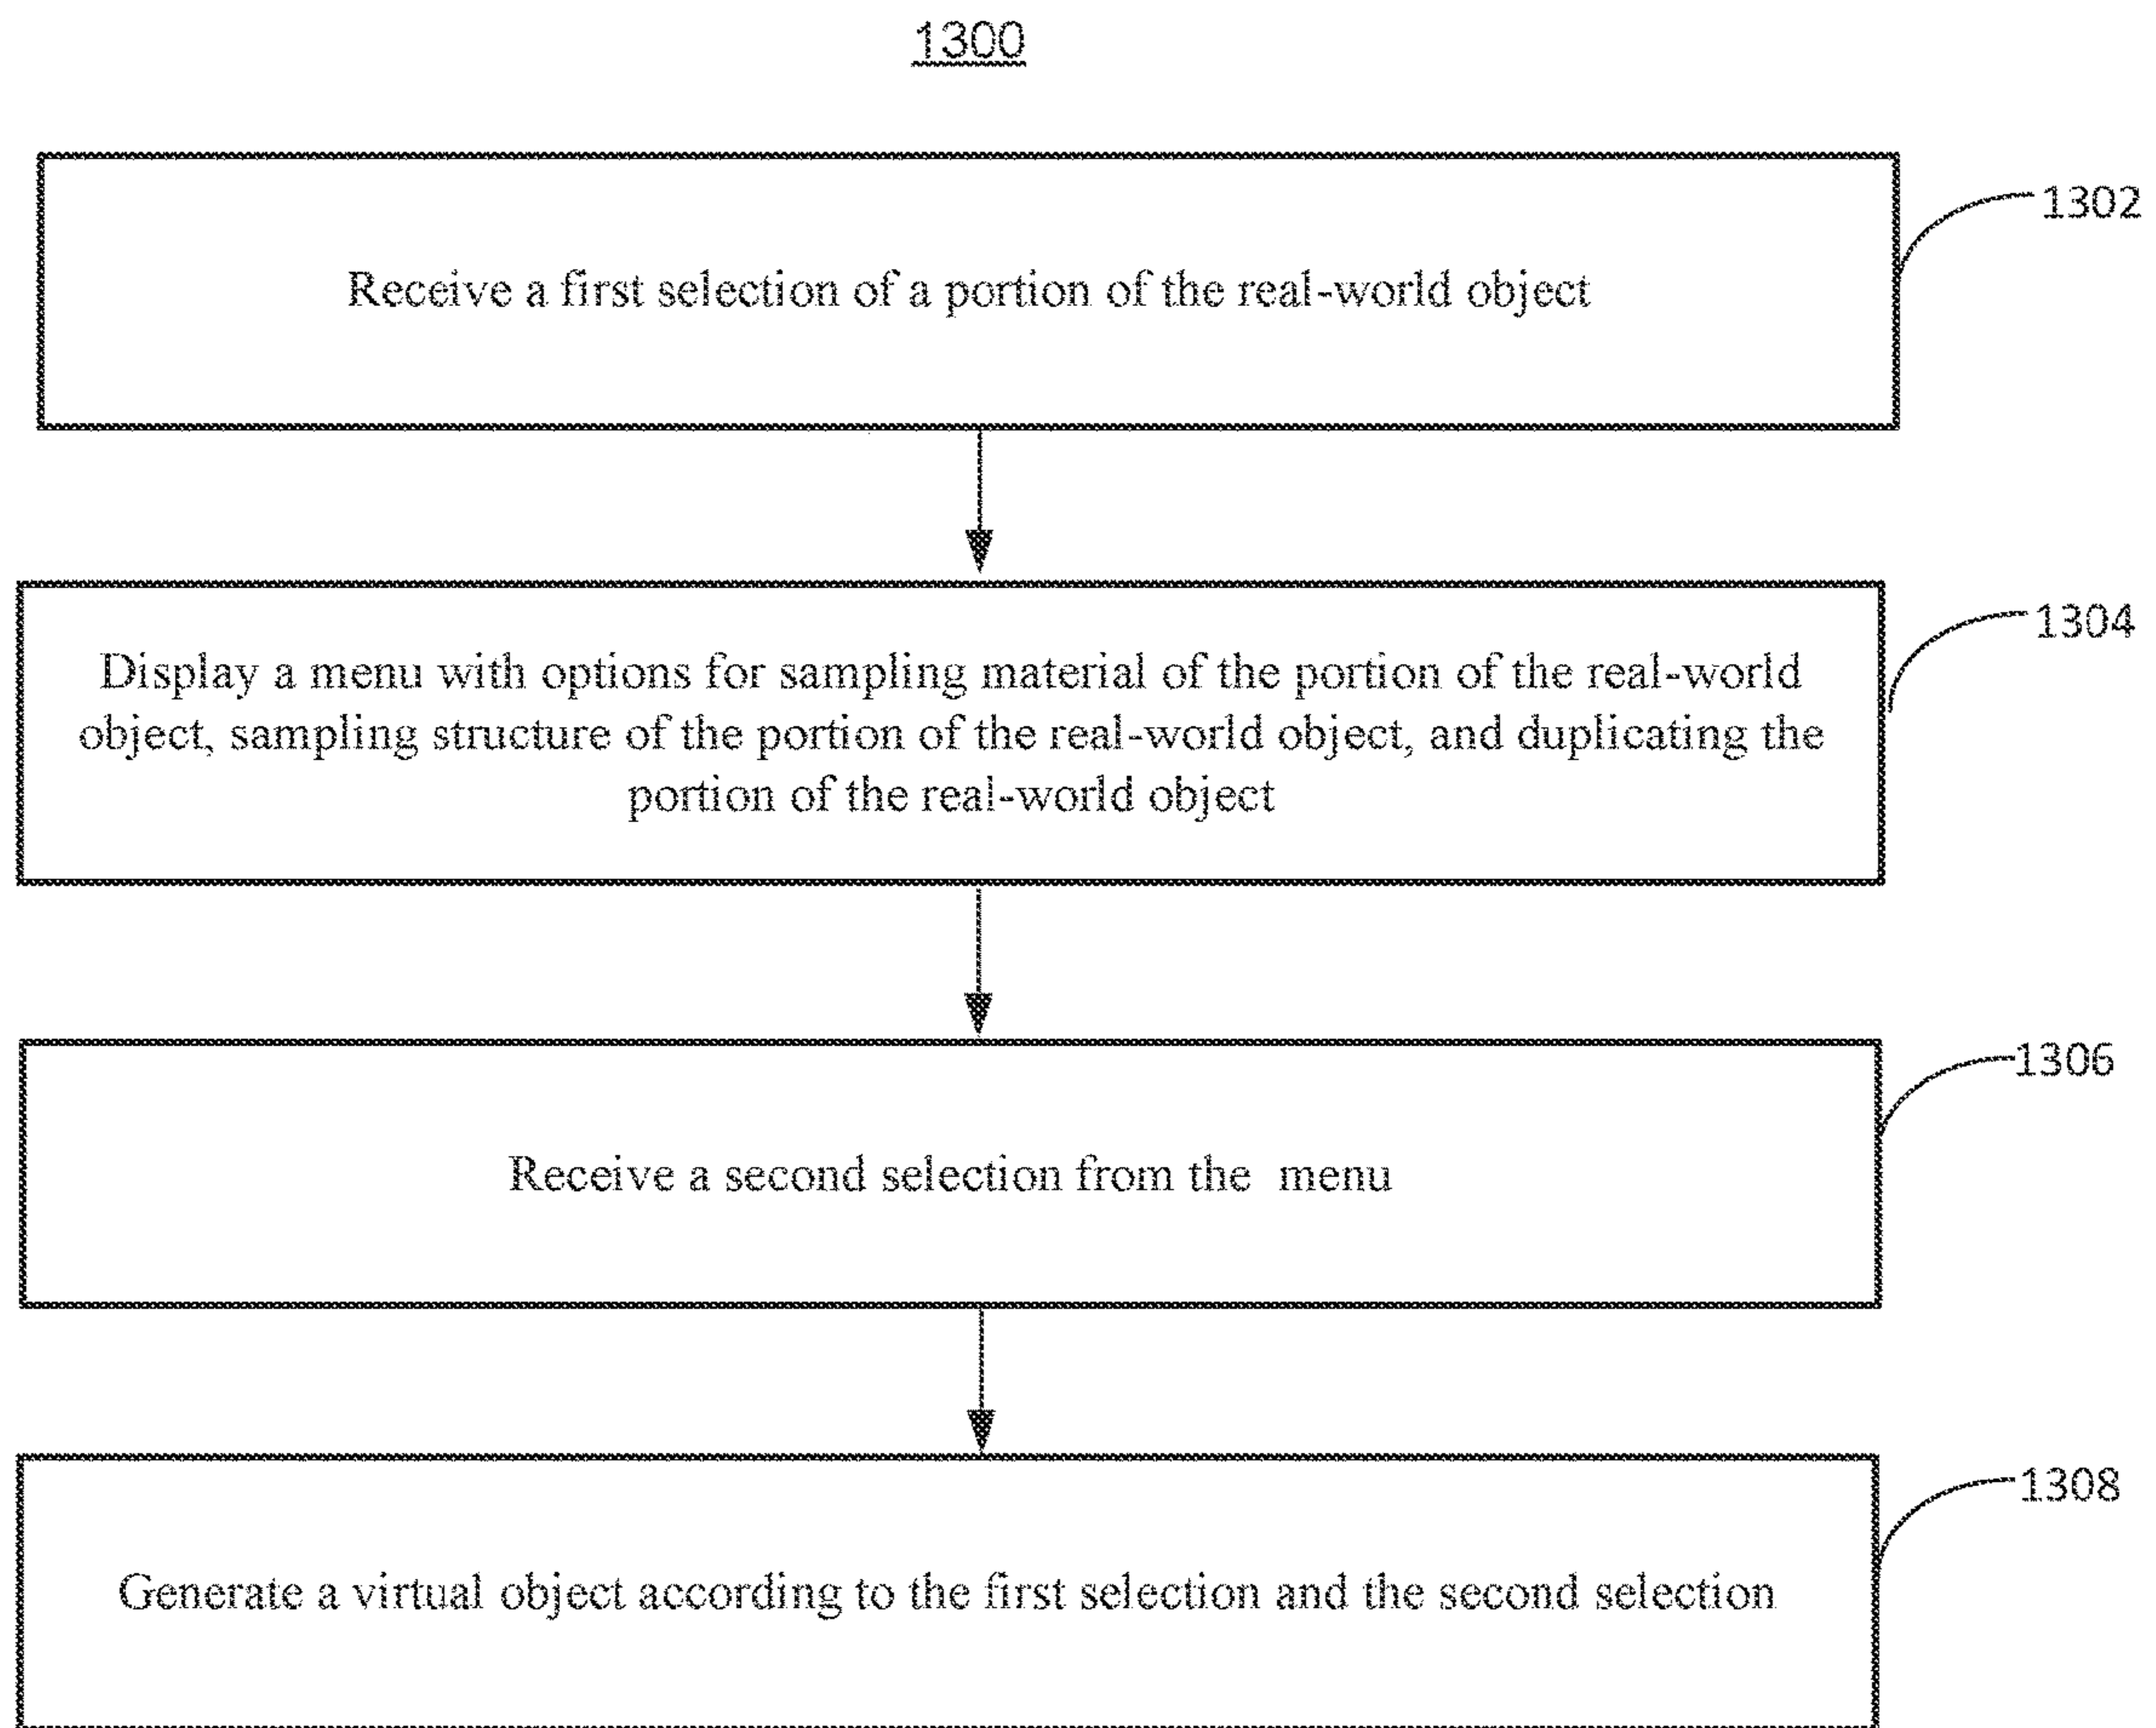 1300
Receive a first selection of a portion of the real-world object
1302
Display a menu with options for sampling material of the portion of the real-world
object, sampling structure of the portion of the real-world object, and duplicating the
portion of the real-world object
1304
Receive a second selection from the menu
1306
Generate a virtual object according to the first selection and the second selection
1308